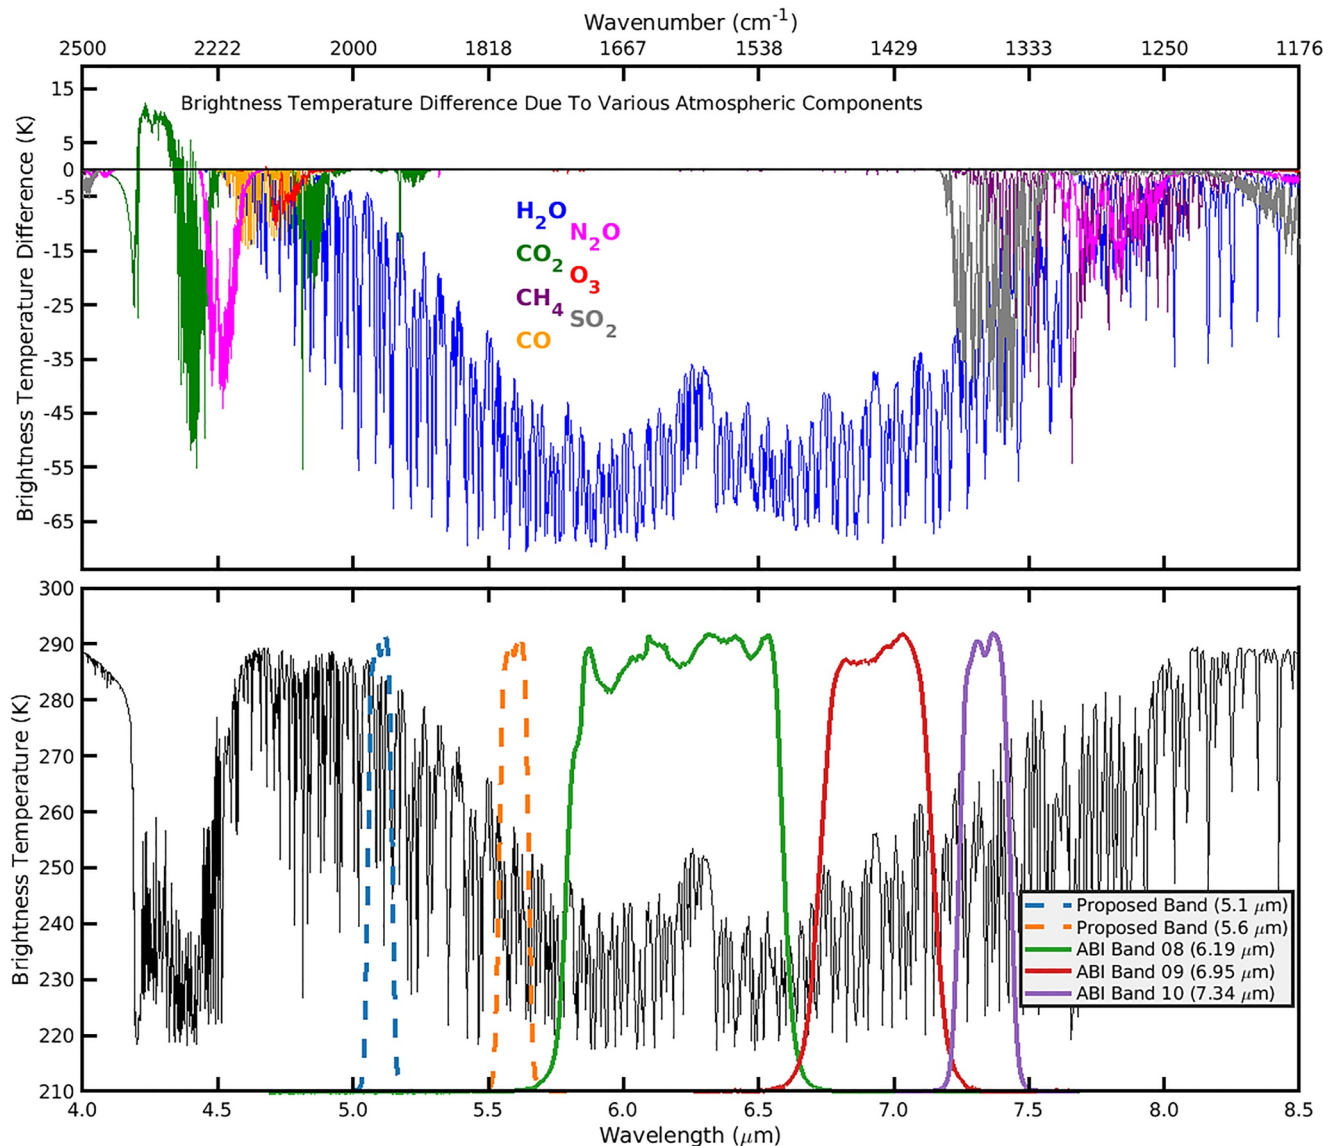 Wavenumber (cm-1)
2500 2222 2000 1818 1667 1538 1429 1333 1250 1176
Brightness Temperature Difference Due To Various Atmospheric Components
Brightness Temperature Difference (K)
15
5
0
-5
-15
-25
-35
-45
-55
-65
H2O
N2O
CO2
O3
CH4
SO2
CO
Brightness Temperature (K)
300
290
280
270
260
250
240
230
220
210
Proposed Band (5.1 μm)
Proposed Band (5.6 μm)
ABI Band 08 (6.19 μm)
ABI Band 09 (6.95 μm)
ABI Band 10 (7.34 μm)
4.0 4.5 5.0 5.5 6.0 6.5 7.0 7.5 8.0 8.5
Wavelength (μm)